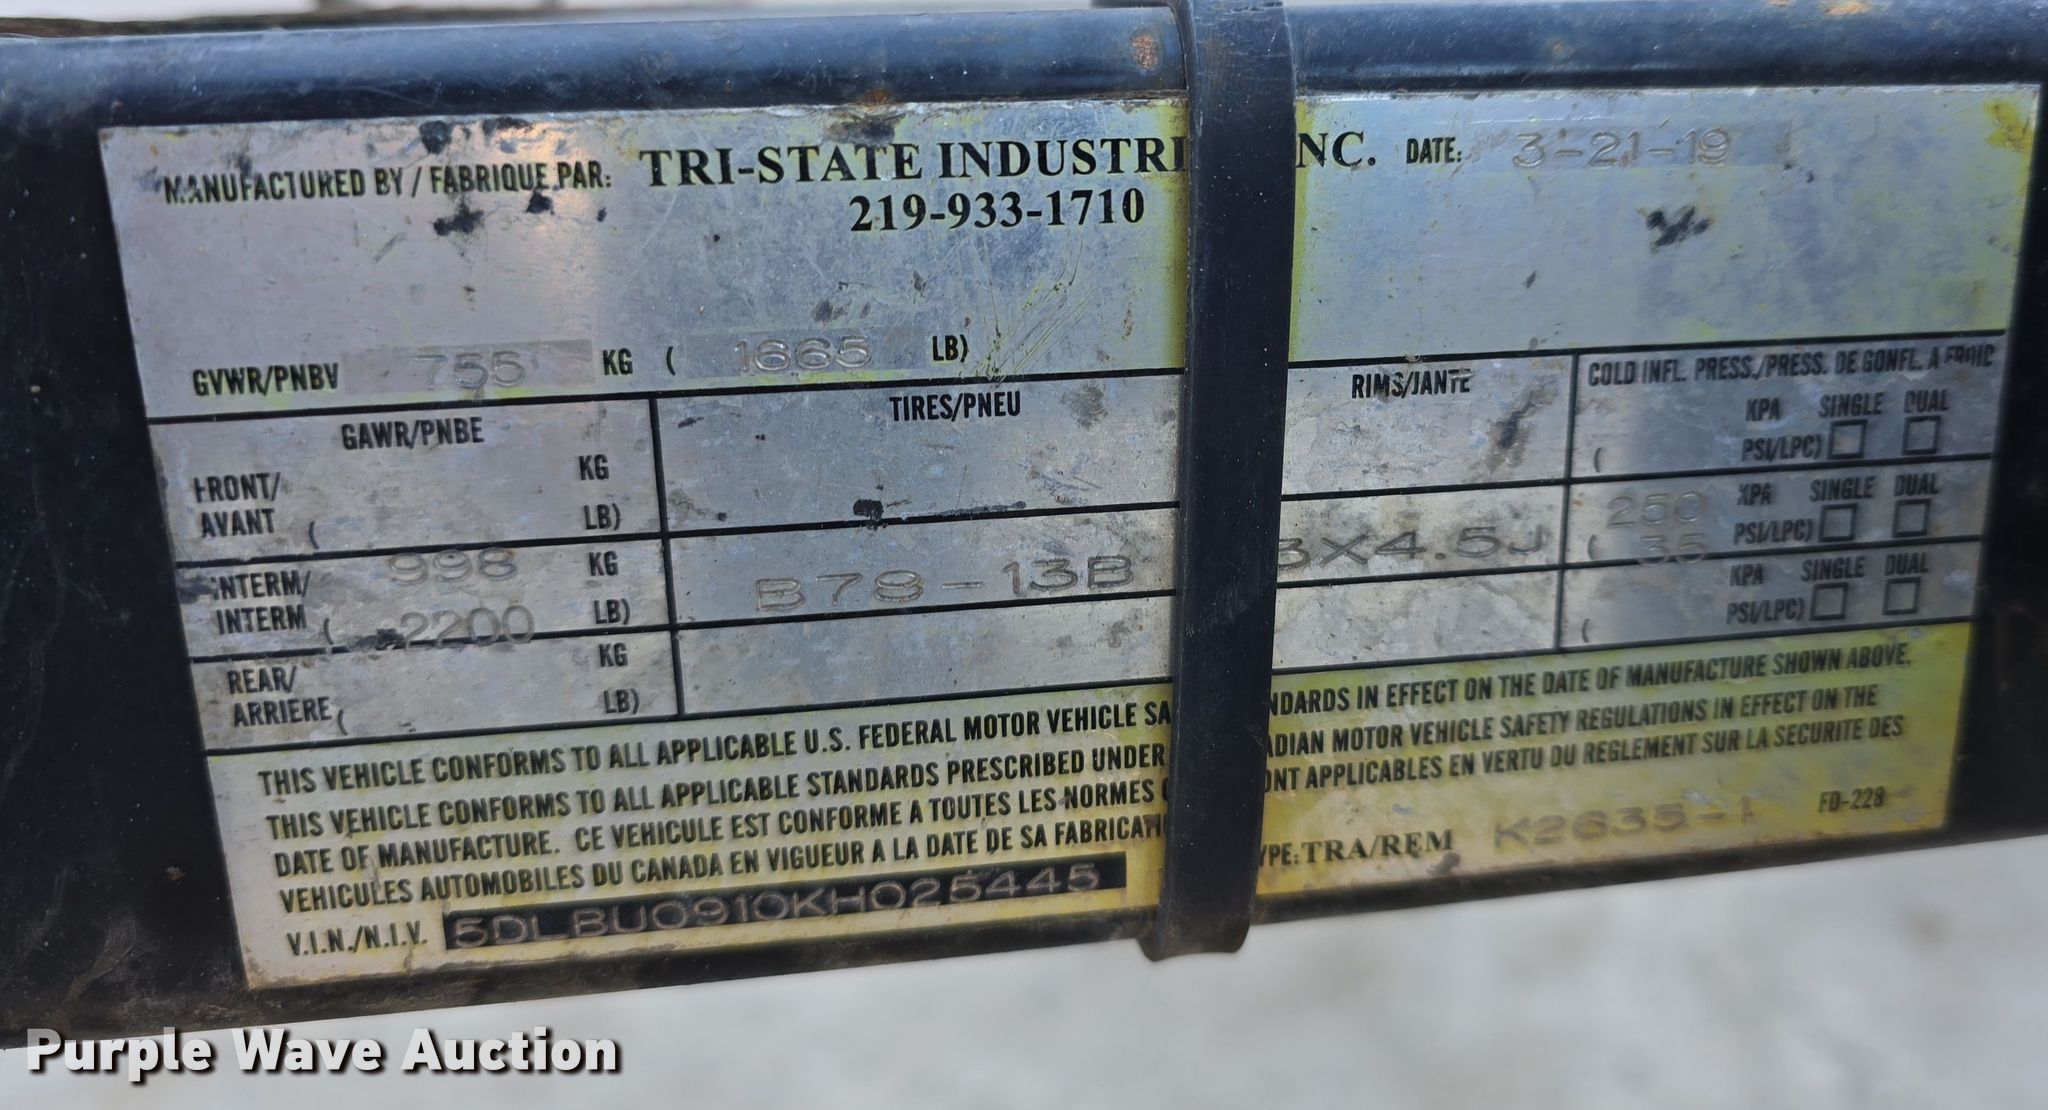 MANUFACTURED BY / FABRIQUE PAR: TRI-STATE INDUSTRI NC. DATE: 3-21-19
219-933-1710
GVWR/PNBV 755 KG ( 1665 LB)
GAWR/PNBE TIRES/PNEU RIMS/JANTE COLD INFL. PRESS./PRESS. DE GONFL. A FROID
FRONT/ KG KPA SINGLE DUAL
AVANT ( LB) ( PSI/LPC)
INTERM/ 998 KG B78-13B 3X4.5J 250 KPA SINGLE DUAL
INTERM ( 2200 LB) ( 35 PSI/LPC)
REAR/ KG KPA SINGLE DUAL
ARRIERE ( LB) ( PSI/LPC)
THIS VEHICLE CONFORMS TO ALL APPLICABLE U.S. FEDERAL MOTOR VEHICLE SA NDARDS IN EFFECT ON THE DATE OF MANUFACTURE SHOWN ABOVE.
THIS VEHICLE CONFORMS TO ALL APPLICABLE STANDARDS PRESCRIBED UNDER ADIAN MOTOR VEHICLE SAFETY REGULATIONS IN EFFECT ON THE
DATE OF MANUFACTURE. CE VEHICULE EST CONFORME A TOUTES LES NORMES ONT APPLICABLES EN VERTU DU REGLEMENT SUR LA SECURITE DES
VEHICULES AUTOMOBILES DU CANADA EN VIGUEUR A LA DATE DE SA FABRICATI
V.I.N./N.I.V. 5DLBU0910KH025445 YPE: TRA/REM K2635-1 FD-228
Purple Wave Auction